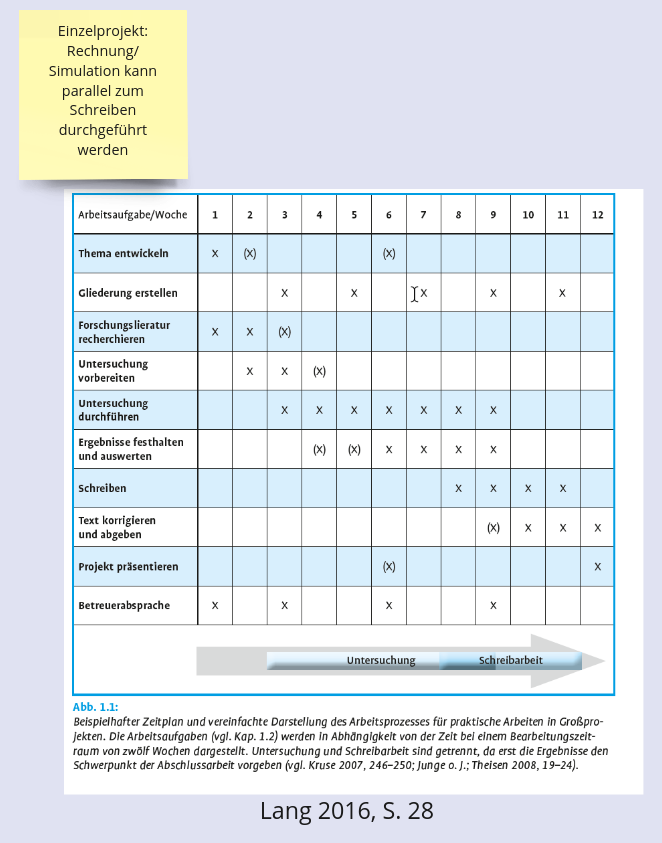 Einzelprojekt:
Rechnung/
Simulation kann
parallel zum
Schreiben
durchgeführt
werden
Arbeitsaufgabe/Woche 1 2 3 4 5 6 7 8 9 10 11 12
Thema entwickeln x (x) (x)
Gliederung erstellen x x x x x
Forschungslieratur
recherchieren x x (x)
Untersuchung
vorbereiten x x (x)
Untersuchung
durchführen x x x x x x x
Ergebnisse festhalten
und auswerten (x) (x) x x x x
Schreiben x x x x
Text korrigieren
und abgeben (x) x x x
Projekt präsentieren (x) x
Betreuerabsprache x x x x
Untersuchung Schreibarbeit
Abb. 1.1:
Beispielhafter Zeitplan und vereinfachte Darstellung des Arbeitsprozesses für praktische Arbeiten in Großpro-
jekten. Die Arbeitsaufgaben (vgl. Kap. 1.2) werden in Abhängigkeit von der Zeit bei einem Bearbeitungszeit-
raum von zwölf Wochen dargestellt. Untersuchung und Schreibarbeit sind getrennt, da erst die Ergebnisse den
Schwerpunkt der Abschlussarbeit vorgeben (vgl. Kruse 2007, 246–250; Junge o. J.; Theisen 2008, 19–24).
Lang 2016, S. 28